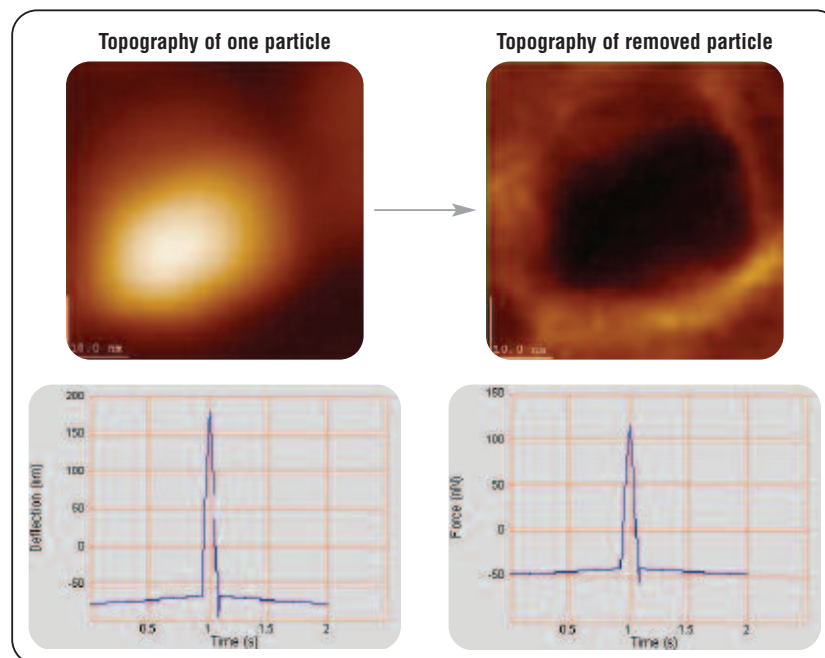 Topography of one particle
Topography of removed particle
10.0 nm
10.0 nm
200
150
100
50
0
-50
Deflection (nm)
0.5
1
1.5
2
Time (s)
150
100
50
0
-50
Force (nN)
0.5
1
1.5
2
Time (s)